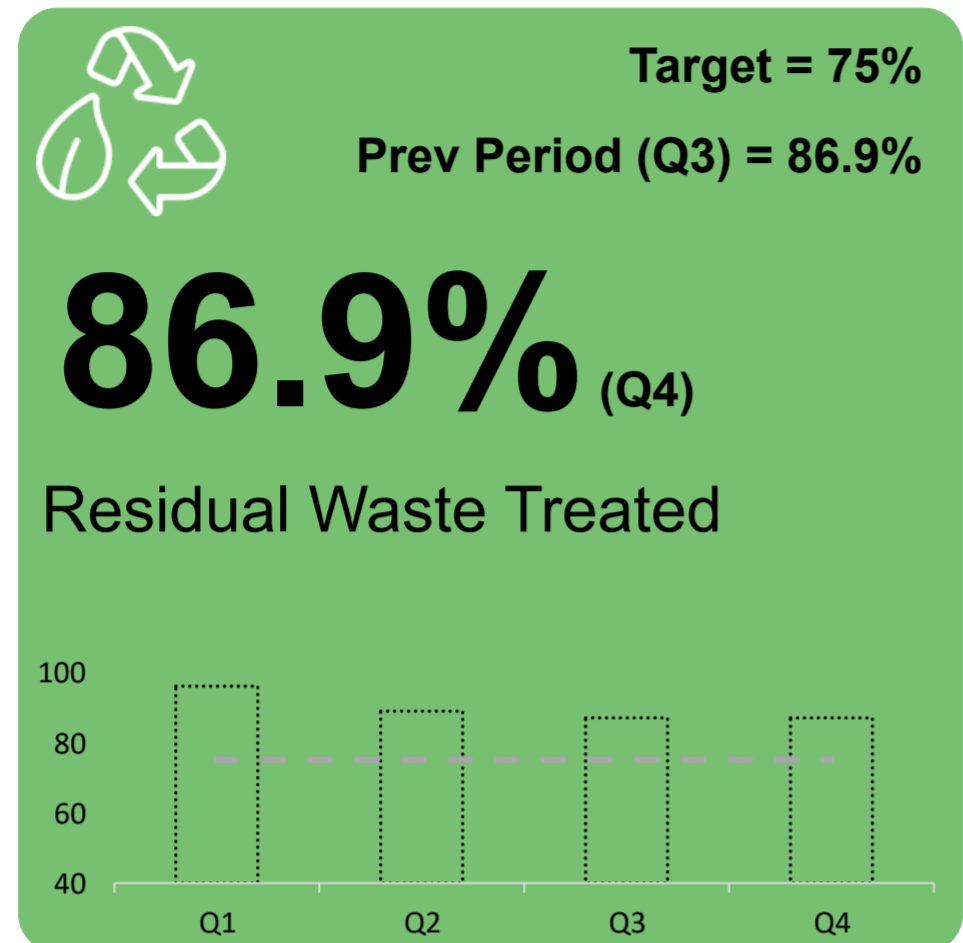 Target = 75%
Prev Period (Q3) = 86.9%
86.9% (Q4)
Residual Waste Treated
100
80
60
40
Q1 Q2 Q3 Q4